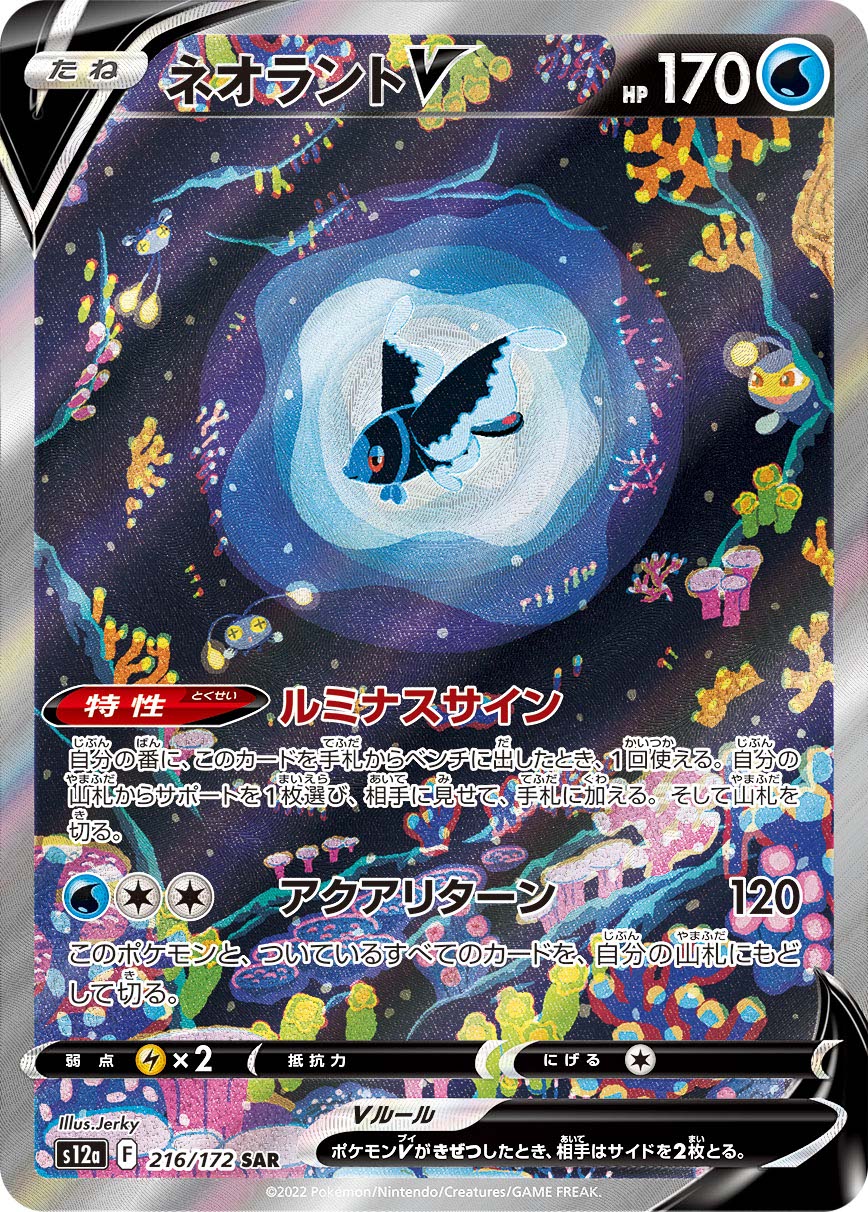 たね
ネオラントV
HP 170
特性 とくせい
ルミナスサイン
自分の番に、このカードを手札からベンチに出したとき、1回使える。自分の
山札からサポートを1枚選び、相手に見せて、手札に加える。そして山札を
切る。
アクアリターン 120
このポケモンと、ついているすべてのカードを、自分の山札にもど
して切る。
弱点 ×2 抵抗力 にげる
Illus.Jerky
Vルール
ポケモンVがきぜつしたとき、相手はサイドを2枚とる。
s12a F 216/172 SAR
©2022 Pokémon/Nintendo/Creatures/GAME FREAK.